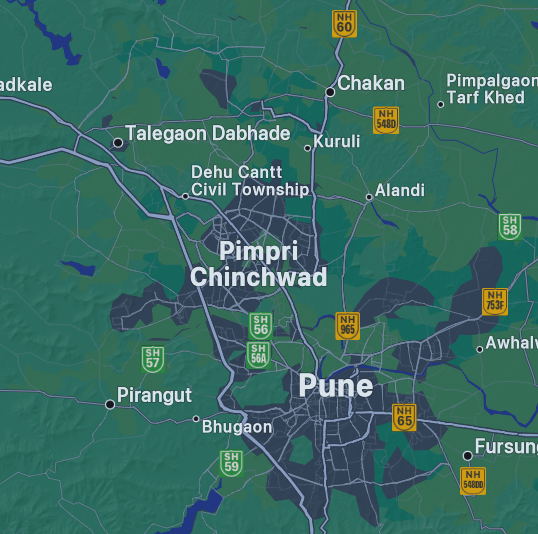 NH
60
adkale
Chakan
Pimpalgaon
Tarf Khed
NH
548D
Talegaon Dabhade
Kuruli
Dehu Cantt
Civil Township
Alandi
SH
58
Pimpri
Chinchwad
NH
753F
SH
56
NH
965
SH
56A
SH
57
Awhalw
Pune
Pirangut
NH
65
Bhugaon
Fursung
SH
59
NH
548DD